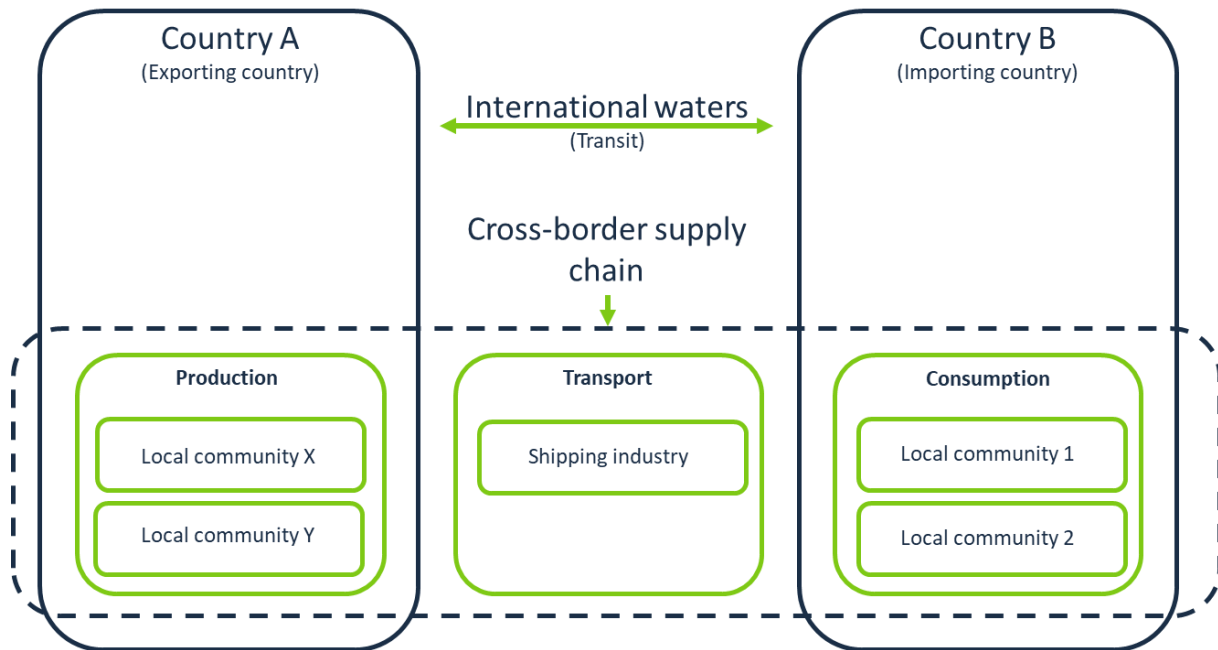 Country A
(Exporting country)
Country B
(Importing country)
International waters
(Transit)
Cross-border supply
chain
Production
Local community X
Local community Y
Transport
Shipping industry
Consumption
Local community 1
Local community 2